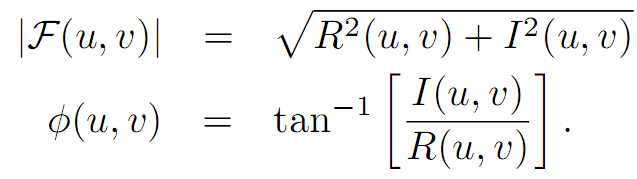 |ℱ(u, v)| = √(R²(u, v) + I²(u, v))
ϕ(u, v) = tan⁻¹ [I(u, v) / R(u, v)].